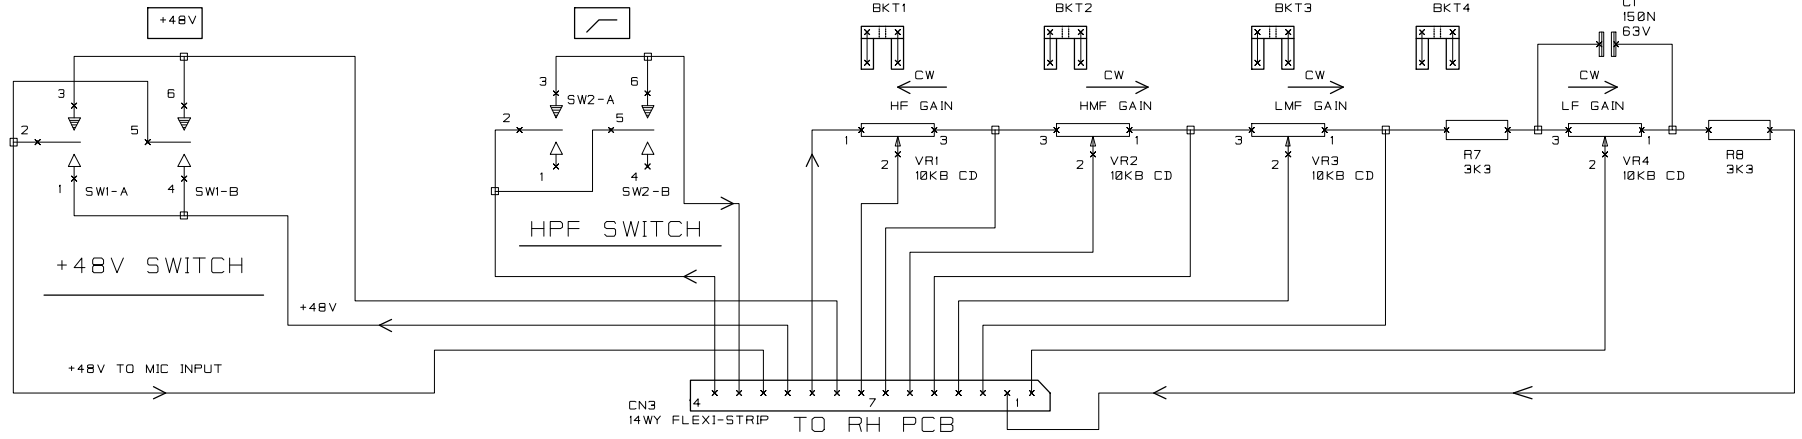 +48V
BKT1
BKT2
BKT3
BKT4
C1
150N
63V
CW
CW
CW
CW
HF GAIN
HMF GAIN
LMF GAIN
LF GAIN
3
6
2
5
1
4
SW1-A
SW1-B
3
6
SW2-A
2
5
1
4
SW2-B
1
3
2
VR1
10KB CD
3
1
2
VR2
10KB CD
3
1
2
VR3
10KB CD
R7
3K3
3
1
2
VR4
10KB CD
R8
3K3
HPF SWITCH
+48V SWITCH
+48V
+48V TO MIC INPUT
CN3
14WY FLEXI-STRIP
4
7
1
TO RH PCB